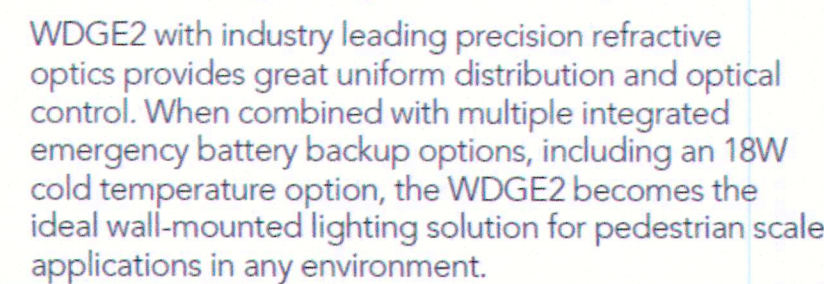 WDGE2 with industry leading precision refractive
optics provides great uniform distribution and optical
control. When combined with multiple integrated
emergency battery backup options, including an 18W
cold temperature option, the WDGE2 becomes the
ideal wall-mounted lighting solution for pedestrian scale
applications in any environment.